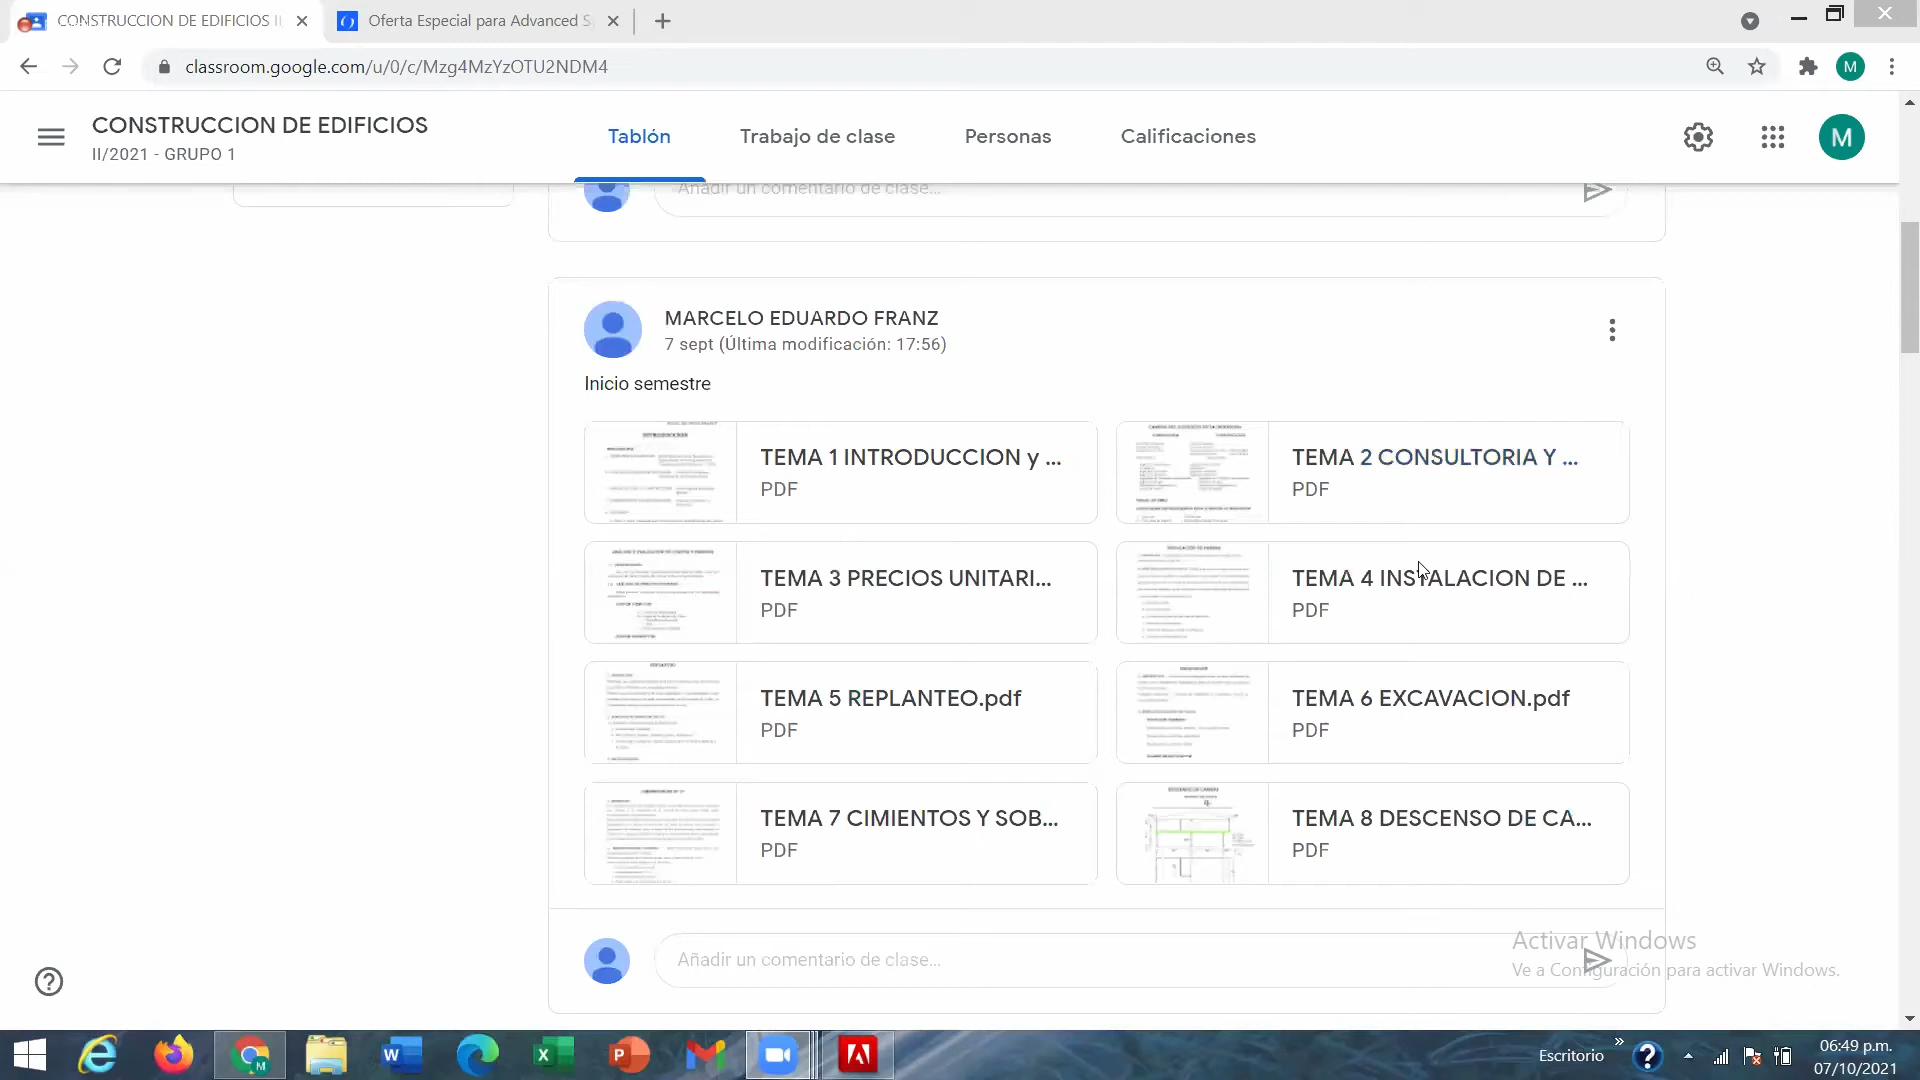 CONSTRUCCION DE EDIFICIOS II
Oferta Especial para Advanced S
classroom.google.com/u/0/c/Mzg4MzYzOTU2NDM4
M
CONSTRUCCION DE EDIFICIOS
II/2021 - GRUPO 1
Tablón
Trabajo de clase
Personas
Calificaciones
M
Añadir un comentario de clase...
MARCELO EDUARDO FRANZ
7 sept (Última modificación: 17:56)
Inicio semestre
TEMA 1 INTRODUCCION y ...
PDF
TEMA 2 CONSULTORIA Y ...
PDF
TEMA 3 PRECIOS UNITARI...
PDF
TEMA 4 INSTALACION DE ...
PDF
TEMA 5 REPLANTEO.pdf
PDF
TEMA 6 EXCAVACION.pdf
PDF
TEMA 7 CIMIENTOS Y SOB...
PDF
TEMA 8 DESCENSO DE CA...
PDF
Añadir un comentario de clase...
Activar Windows
Ve a Configuración para activar Windows.
Escritorio
06:49 p.m.
07/10/2021